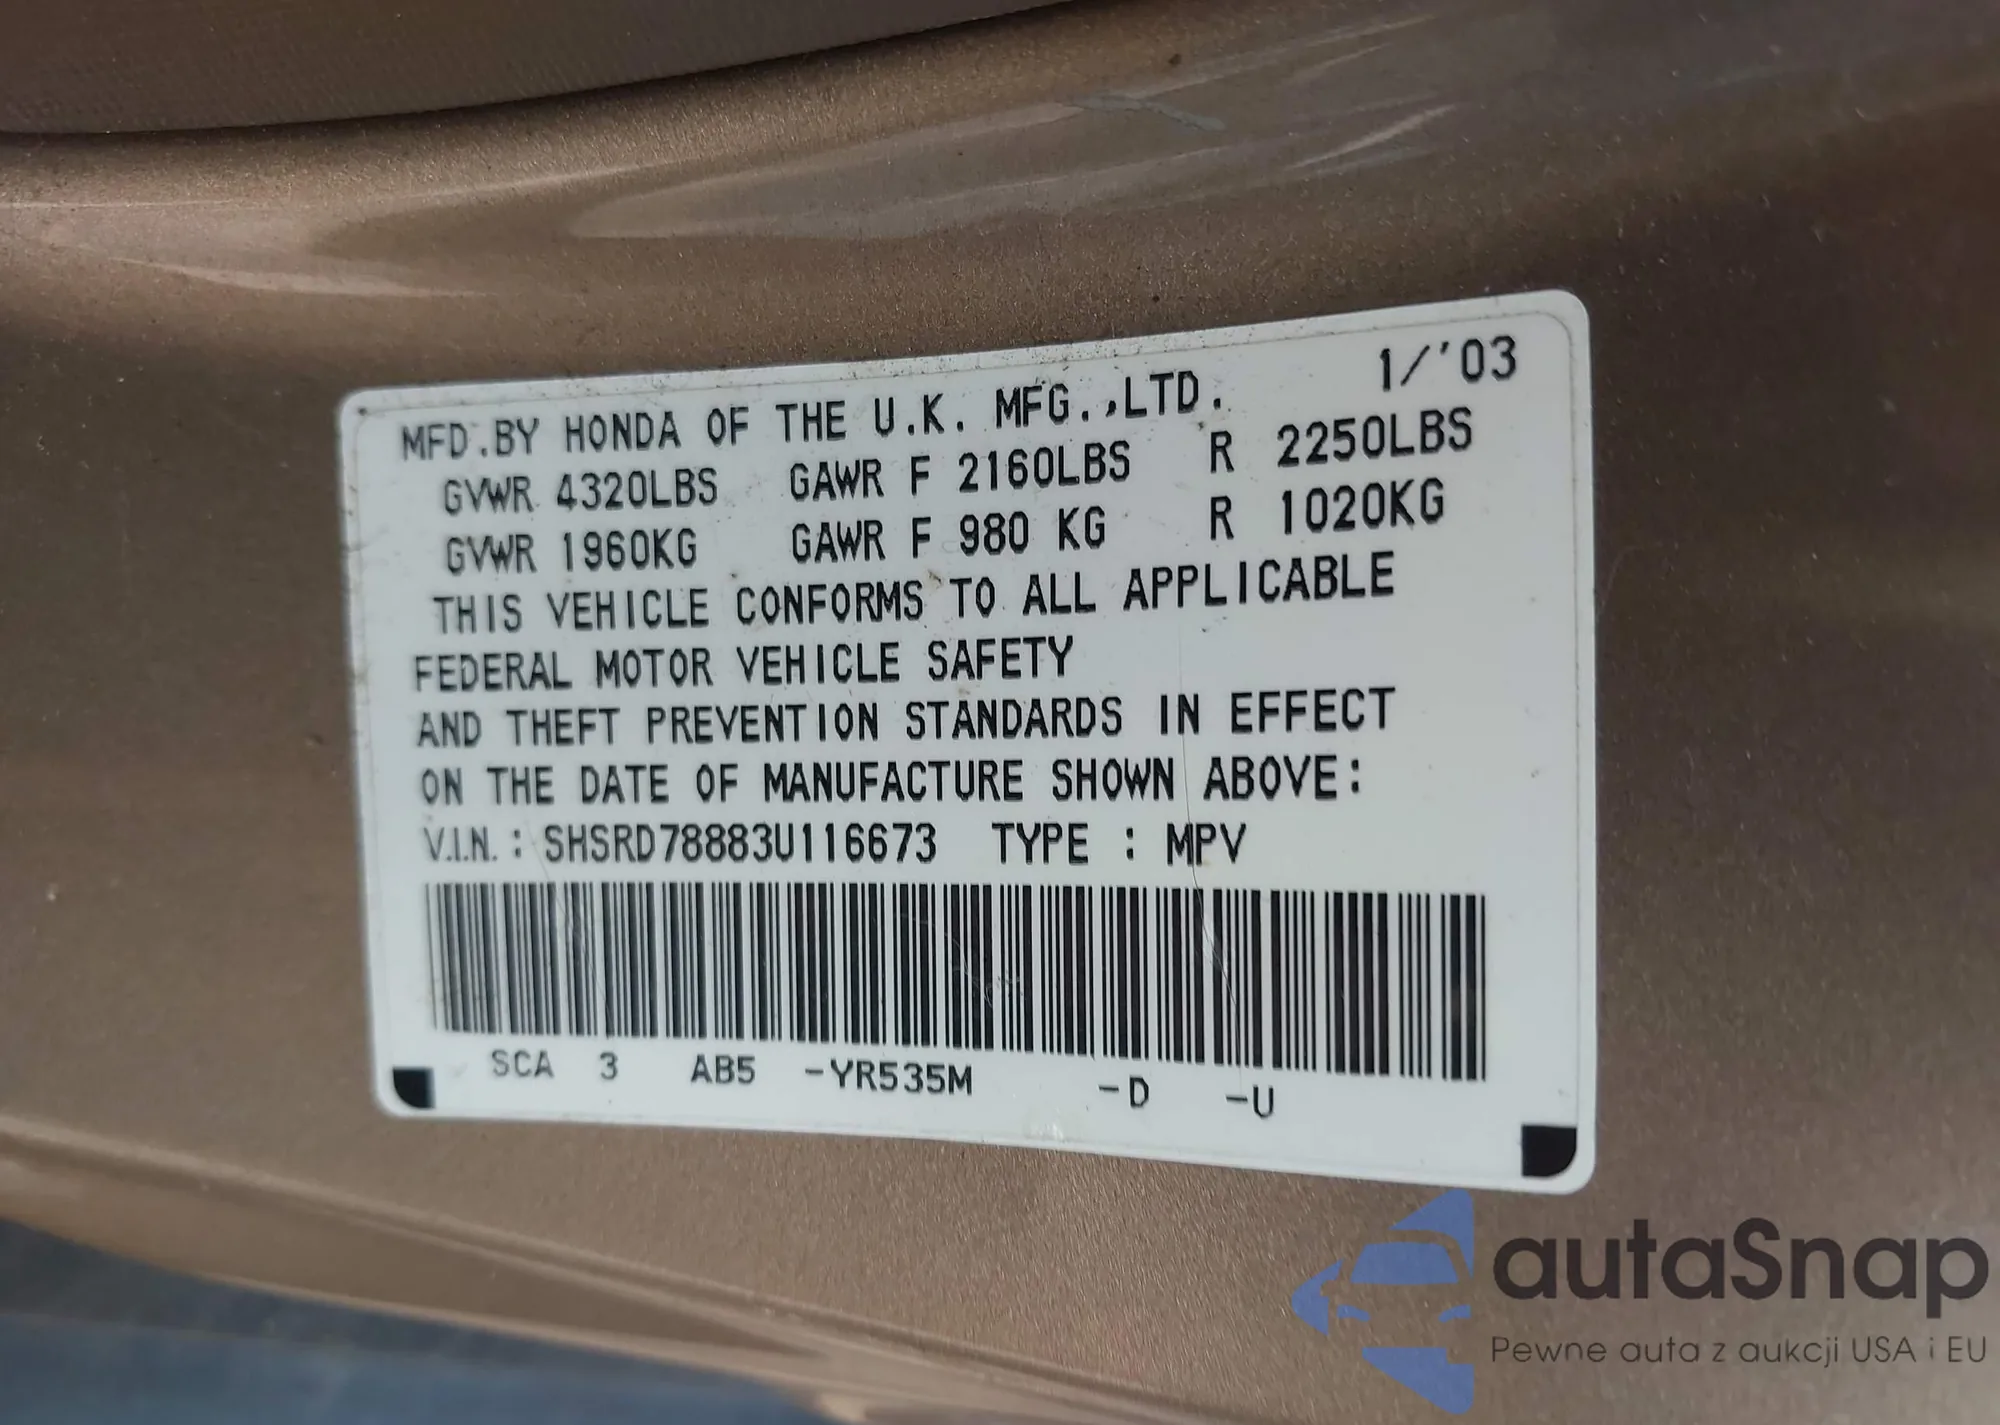 MFD.BY HONDA OF THE U.K. MFG.,LTD. 1/'03
GVWR 4320LBS GAWR F 2160LBS R 2250LBS
GVWR 1960KG GAWR F 980 KG R 1020KG
THIS VEHICLE CONFORMS TO ALL APPLICABLE
FEDERAL MOTOR VEHICLE SAFETY
AND THEFT PREVENTION STANDARDS IN EFFECT
ON THE DATE OF MANUFACTURE SHOWN ABOVE:
V.I.N.: SHSRD78883U116673 TYPE : MPV
SCA 3 AB5 -YR535M -D -U
autaSnap
Pewne auta z aukcji USA i EU